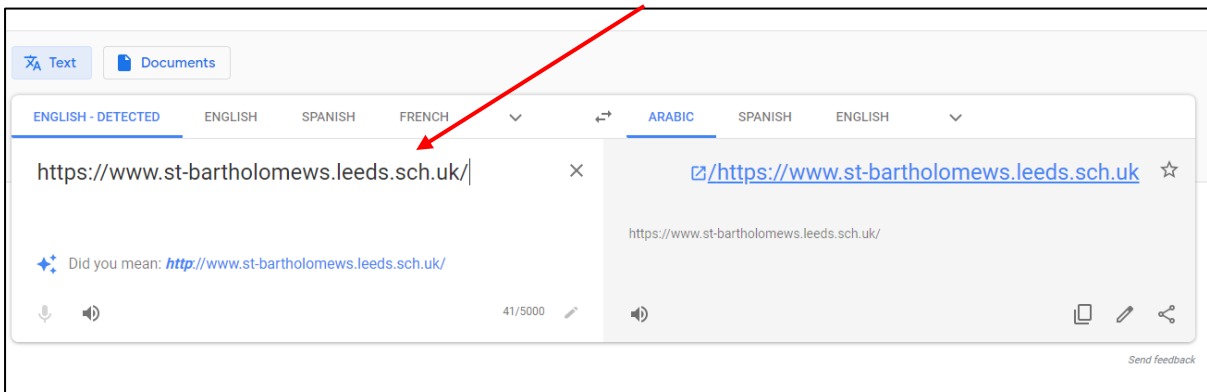 Text
Documents
ENGLISH - DETECTED ENGLISH SPANISH FRENCH ARABIC SPANISH ENGLISH
https://www.st-bartholomews.leeds.sch.uk/
/https://www.st-bartholomews.leeds.sch.uk
https://www.st-bartholomews.leeds.sch.uk/
Did you mean: http://www.st-bartholomews.leeds.sch.uk/
41/5000
Send feedback